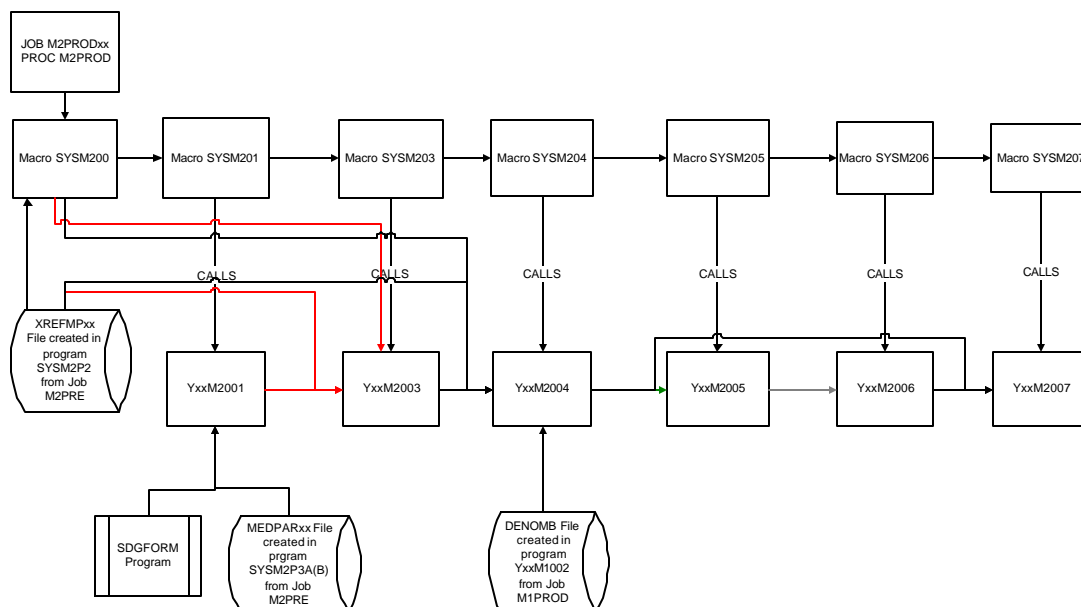 JOB M2PRODxx
PROC M2PROD
Macro SYSM200
Macro SYSM201
Macro SYSM203
Macro SYSM204
Macro SYSM205
Macro SYSM206
Macro SYSM207
CALLS
CALLS
CALLS
CALLS
CALLS
CALLS
XREFMPxx
File created in
program
SYSM2P2
from Job
M2PRE
YxxM2001
YxxM2003
YxxM2004
YxxM2005
YxxM2006
YxxM2007
SDGFORM
Program
MEDPARxx File
created in
prgram
SYSM2P3A(B)
from Job
M2PRE
DENOMB File
created in
program
YxxM1002
from Job
M1PROD